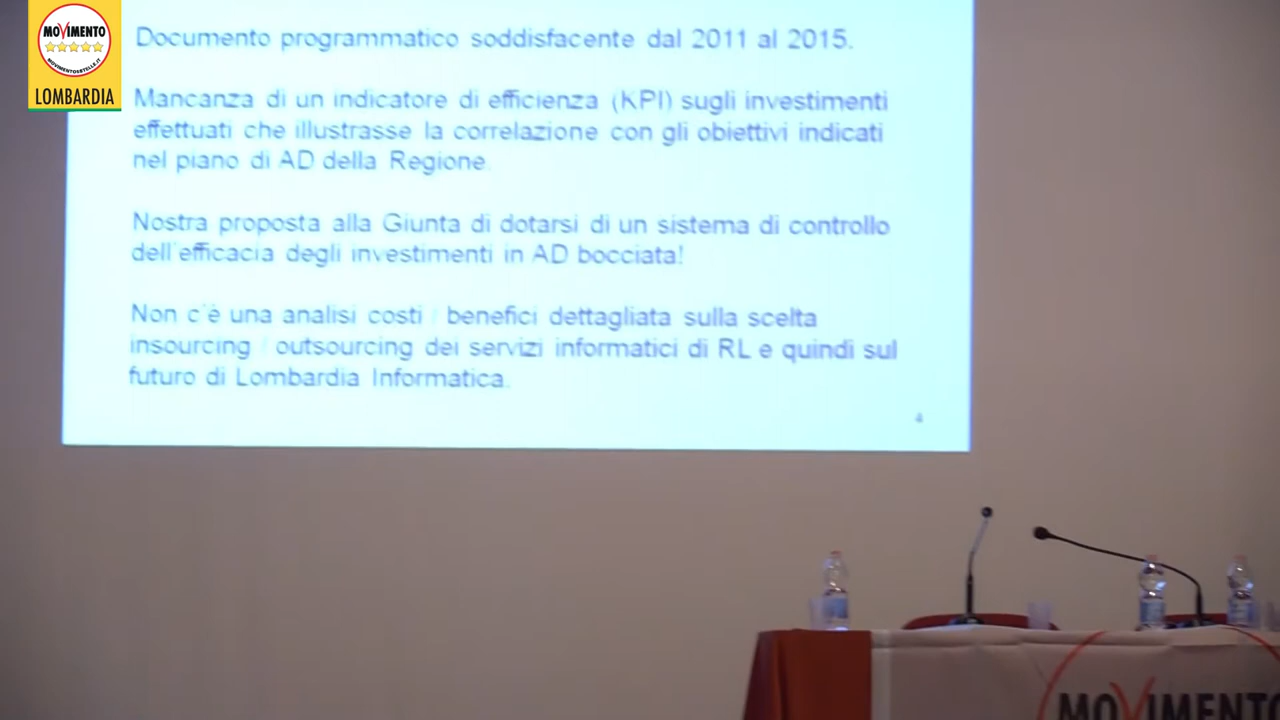 MOVIMENTO
MOVIMENTO5STELLE.IT
LOMBARDIA
Documento programmatico soddisfacente dal 2011 al 2015.
Mancanza di un indicatore di efficienza (KPI) sugli investimenti
effettuati che illustrasse la correlazione con gli obiettivi indicati
nel piano di AD della Regione.
Nostra proposta alla Giunta di dotarsi di un sistema di controllo
dell'efficacia degli investimenti in AD bocciata!
Non c'è una analisi costi / benefici dettagliata sulla scelta
insourcing / outsourcing dei servizi informatici di RL e quindi sul
futuro di Lombardia Informatica.
4
MOVIMENTO